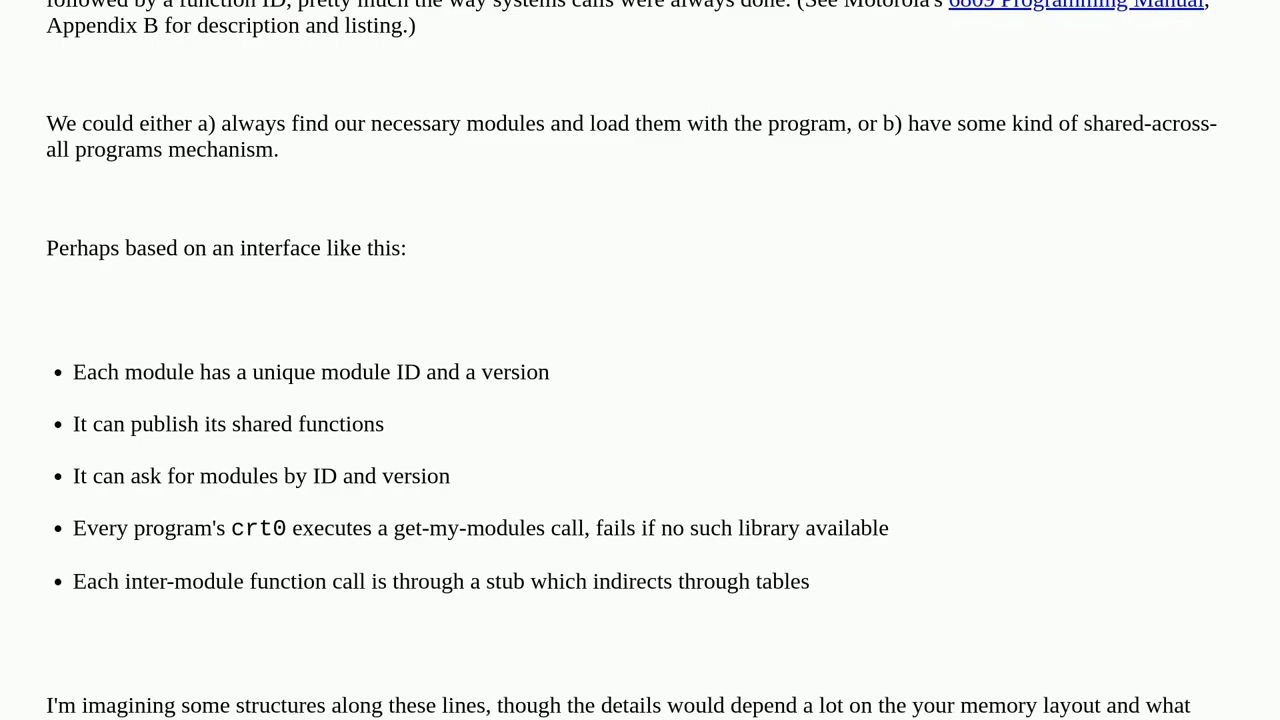 followed by a function ID, pretty much the way systems calls were always done. (See Motorola's 6809 Programming Manual,
Appendix B for description and listing.)
We could either a) always find our necessary modules and load them with the program, or b) have some kind of shared-across-
all programs mechanism.
Perhaps based on an interface like this:
• Each module has a unique module ID and a version
• It can publish its shared functions
• It can ask for modules by ID and version
• Every program's crt0 executes a get-my-modules call, fails if no such library available
• Each inter-module function call is through a stub which indirects through tables
I'm imagining some structures along these lines, though the details would depend a lot on the your memory layout and what